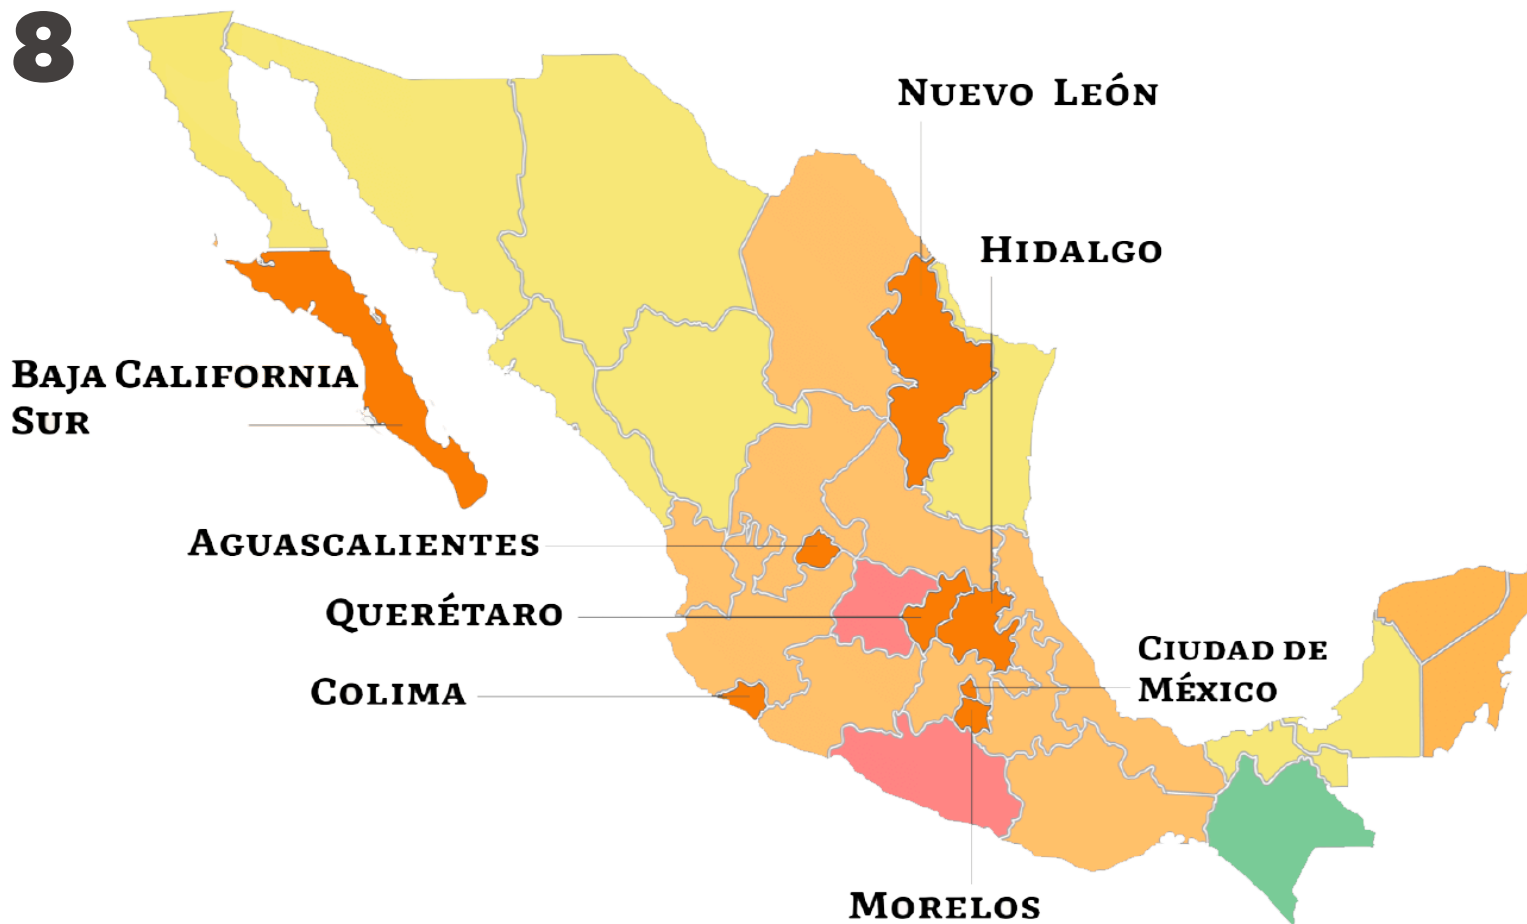 8
NUEVO LEÓN
HIDALGO
BAJA CALIFORNIA
SUR
AGUASCALIENTES
QUERÉTARO
CIUDAD DE
MÉXICO
COLIMA
MORELOS